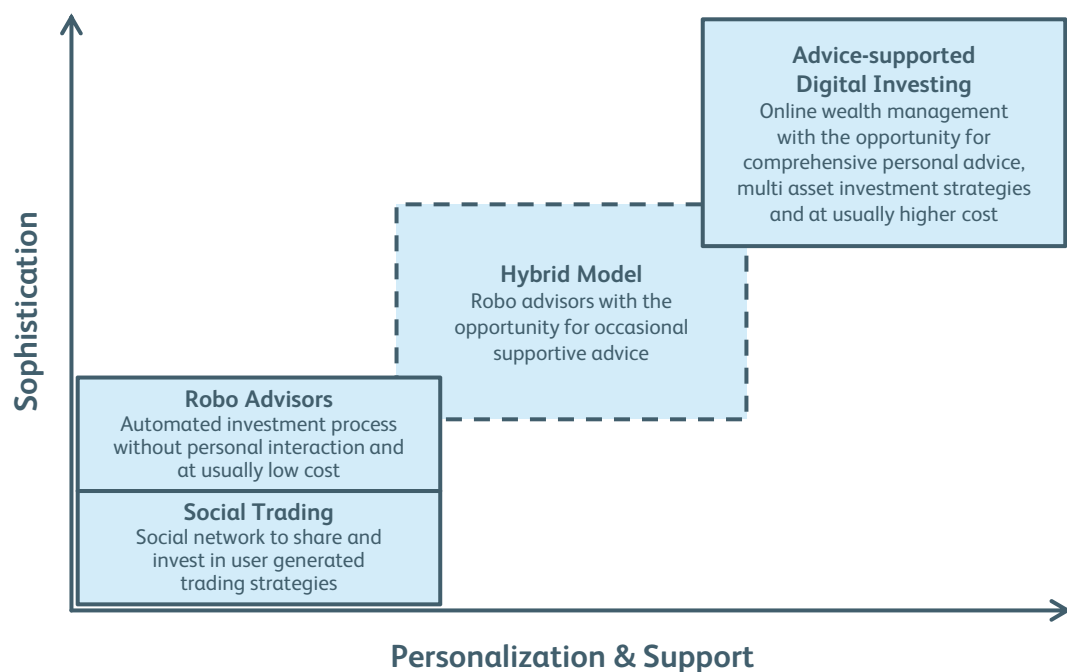 Sophistication
Advice-supported
Digital Investing
Online wealth management
with the opportunity for
comprehensive personal advice,
multi asset investment strategies
and at usually higher cost
Hybrid Model
Robo advisors with the
opportunity for occasional
supportive advice
Robo Advisors
Automated investment process
without personal interaction and
at usually low cost
Social Trading
Social network to share and
invest in user generated
trading strategies
Personalization & Support